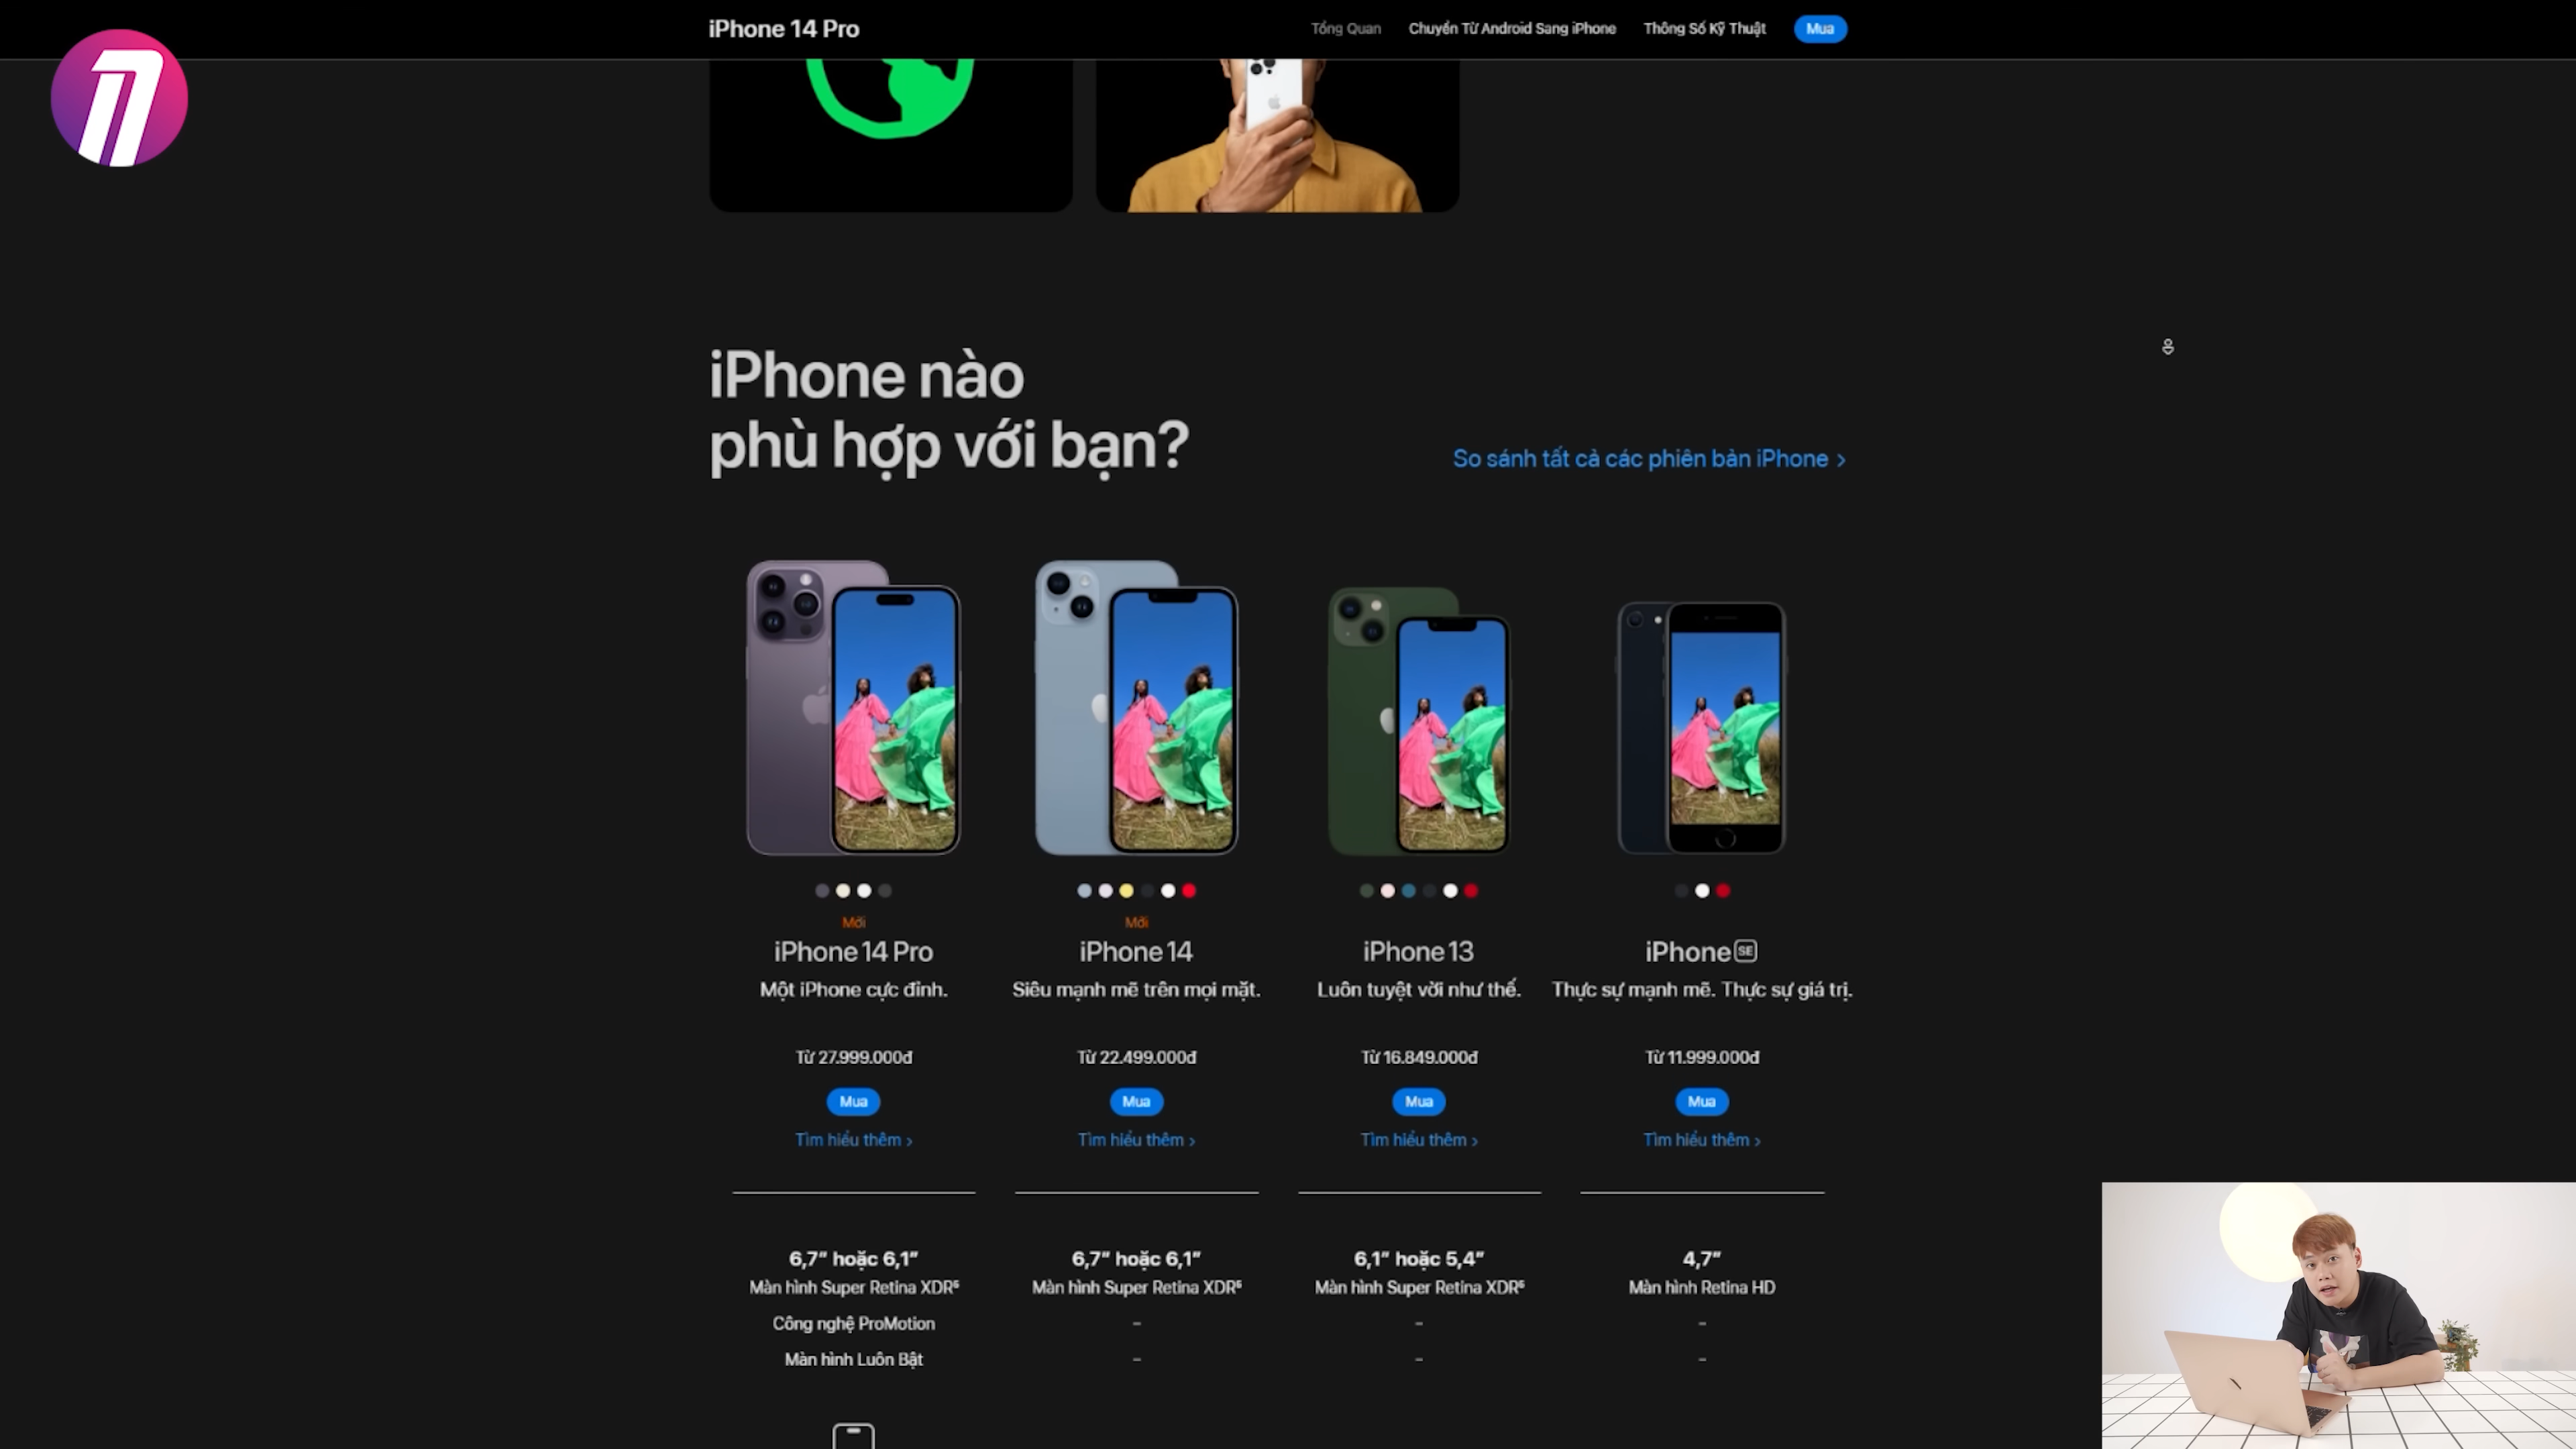 iPhone 14 Pro
Tổng Quan
Chuyển Từ Android Sang iPhone
Thông Số Kỹ Thuật
Mua
iPhone nào
phù hợp với bạn?
So sánh tất cả các phiên bản iPhone >
Mới
iPhone 14 Pro
Một iPhone cực đỉnh.
Từ 27.999.000đ
Mua
Tìm hiểu thêm >
6,7” hoặc 6,1”
Màn hình Super Retina XDR⁶
Công nghệ ProMotion
Màn hình Luôn Bật
Mới
iPhone 14
Siêu mạnh mẽ trên mọi mặt.
Từ 22.499.000đ
Mua
Tìm hiểu thêm >
6,7” hoặc 6,1”
Màn hình Super Retina XDR⁶
-
-
iPhone 13
Luôn tuyệt vời như thế.
Từ 16.849.000đ
Mua
Tìm hiểu thêm >
6,1” hoặc 5,4”
Màn hình Super Retina XDR⁶
-
-
iPhone SE
Thực sự mạnh mẽ. Thực sự giá trị.
Từ 11.999.000đ
Mua
Tìm hiểu thêm >
4,7”
Màn hình Retina HD
-
-